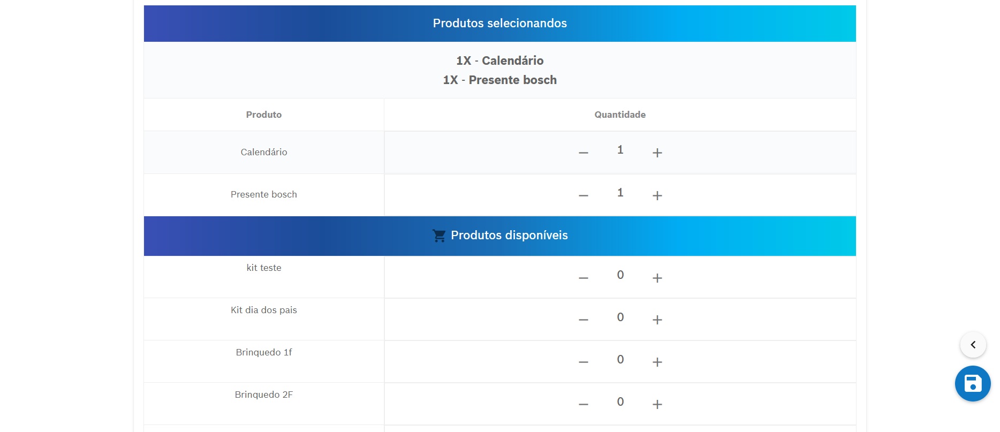 Produtos selecionandos
1X - Calendário
1X - Presente bosch
Produto Quantidade
Calendário − 1 +
Presente bosch − 1 +
Produtos disponíveis
kit teste − 0 +
Kit dia dos pais − 0 +
Brinquedo 1f − 0 +
Brinquedo 2F − 0 +